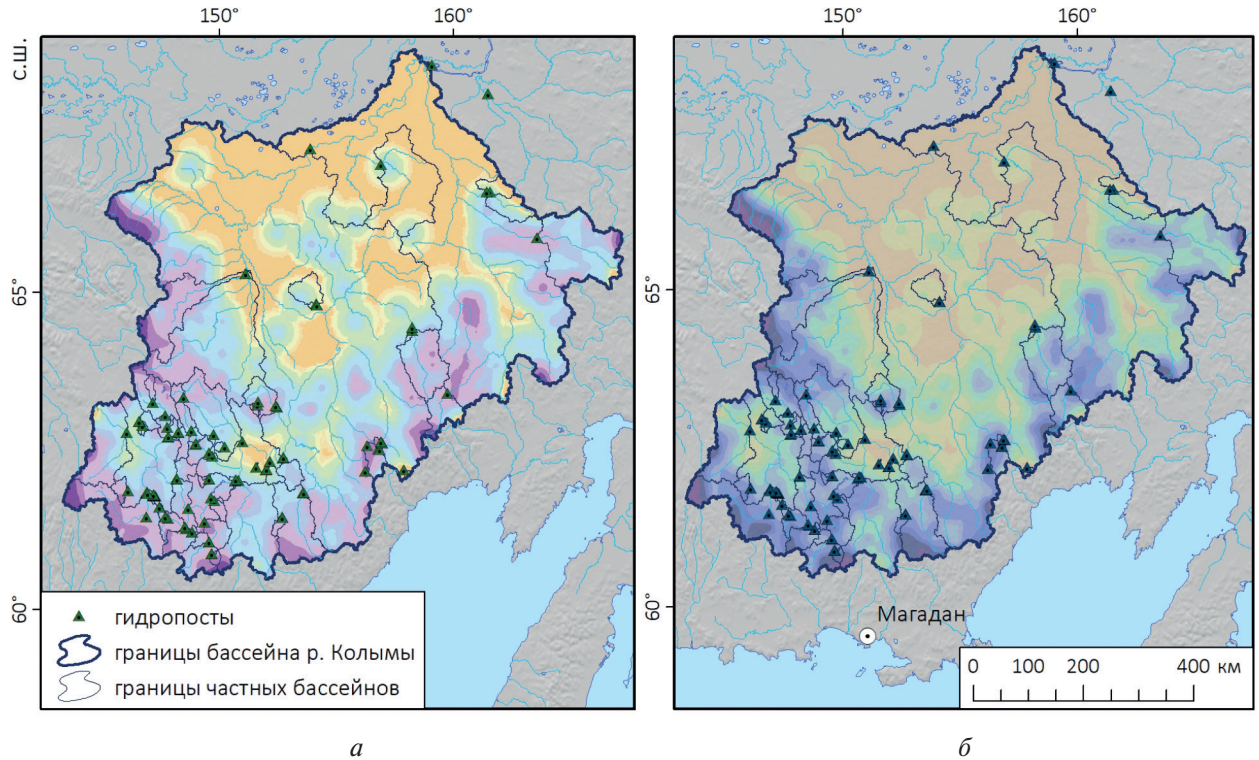 150° 160° 150° 160°
с.ш.
65° 65°
60° 60°
гидропосты
границы бассейна р. Колымы
границы частных бассейнов
Магадан
0 100 200 400 км
а б